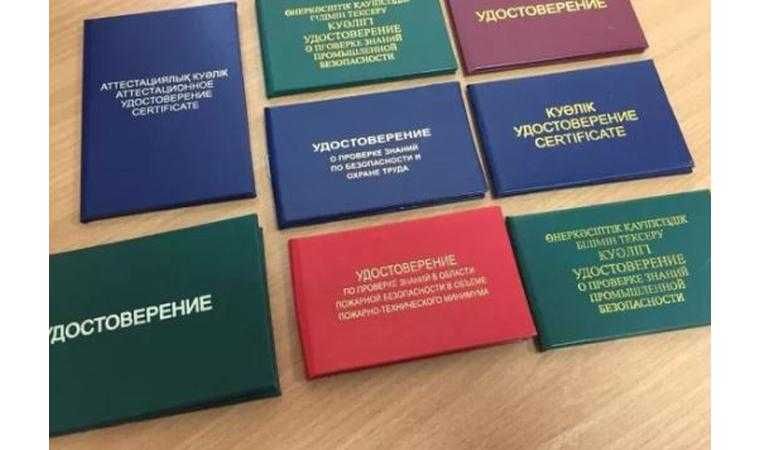 АТТЕСТАЦИЯЛЫҚ КУӘЛІК
АТТЕСТАЦИОННОЕ
УДОСТОВЕРЕНИЕ
CERTIFICATE
ӨНЕРКӘСІПТІК ҚАУІПСІЗДІК
БІЛІМІН ТЕКСЕРУ
КУӘЛІГІ
УДОСТОВЕРЕНИЕ
О ПРОВЕРКЕ ЗНАНИЙ
ПРОМЫШЛЕННОЙ
БЕЗОПАСНОСТИ
УДОСТОВЕРЕНИЕ
УДОСТОВЕРЕНИЕ
О ПРОВЕРКЕ ЗНАНИЙ
ПО БЕЗОПАСНОСТИ И
ОХРАНЕ ТРУДА
КУӘЛІК
УДОСТОВЕРЕНИЕ
CERTIFICATE
УДОСТОВЕРЕНИЕ
УДОСТОВЕРЕНИЕ
ПО ПРОВЕРКЕ ЗНАНИЙ В ОБЛАСТИ
ПОЖАРНОЙ БЕЗОПАСНОСТИ В ОБЪЕМЕ
ПОЖАРНО-ТЕХНИЧЕСКОГО МИНИМУМА
ӨНЕРКӘСІПТІК ҚАУІПСІЗДІК
БІЛІМІН ТЕКСЕРУ
КУӘЛІГІ
УДОСТОВЕРЕНИЕ
О ПРОВЕРКЕ ЗНАНИЙ
ПРОМЫШЛЕННОЙ
БЕЗОПАСНОСТИ